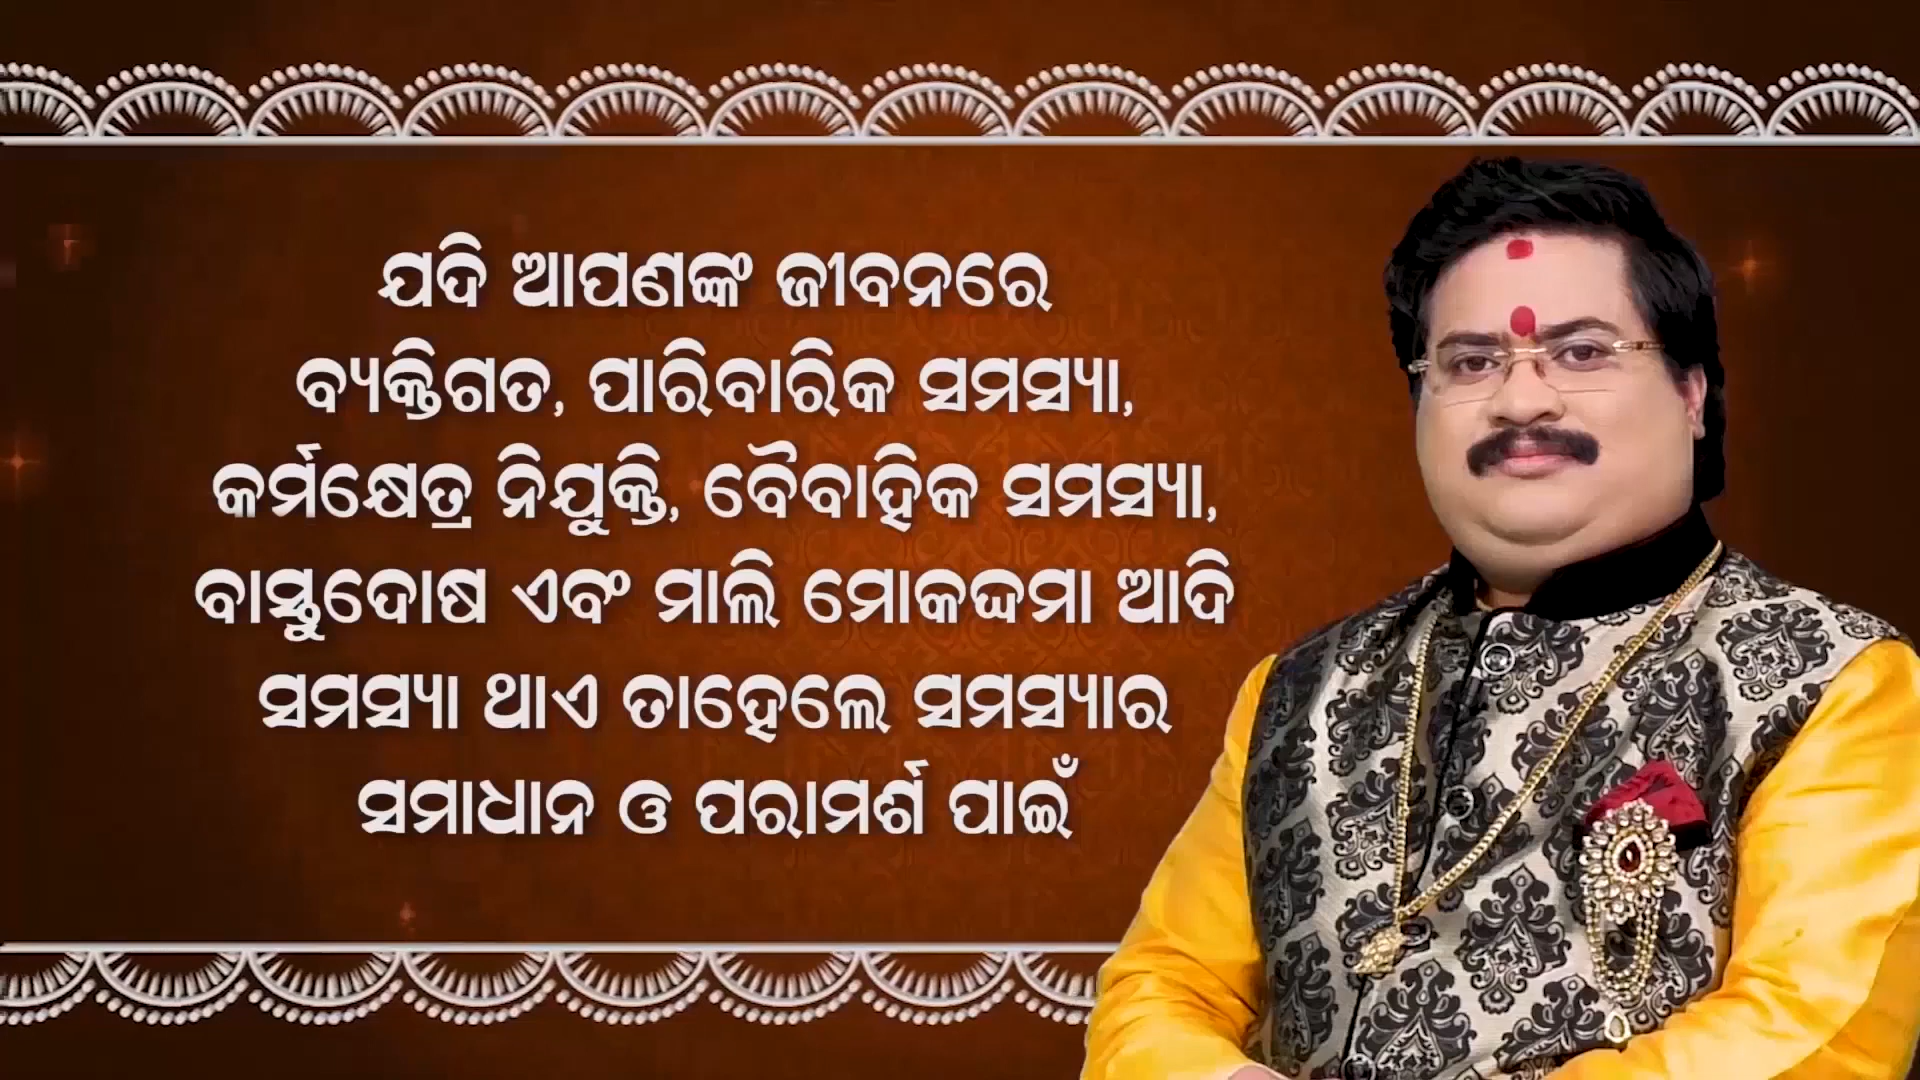 ଯଦି ଆପଣଙ୍କ ଜୀବନରେ
ବ୍ୟକ୍ତିଗତ, ପାରିବାରିକ ସମସ୍ୟା,
କର୍ମକ୍ଷେତ୍ର ନିଯୁକ୍ତି, ବୈବାହିକ ସମସ୍ୟା,
ବାସ୍ତୁଦୋଷ ଏବଂ ମାଲି ମୋକଦ୍ଦମା ଆଦି
ସମସ୍ୟା ଥାଏ ତାହେଲେ ସମସ୍ୟାର
ସମାଧାନ ଓ ପରାମର୍ଶ ପାଇଁ